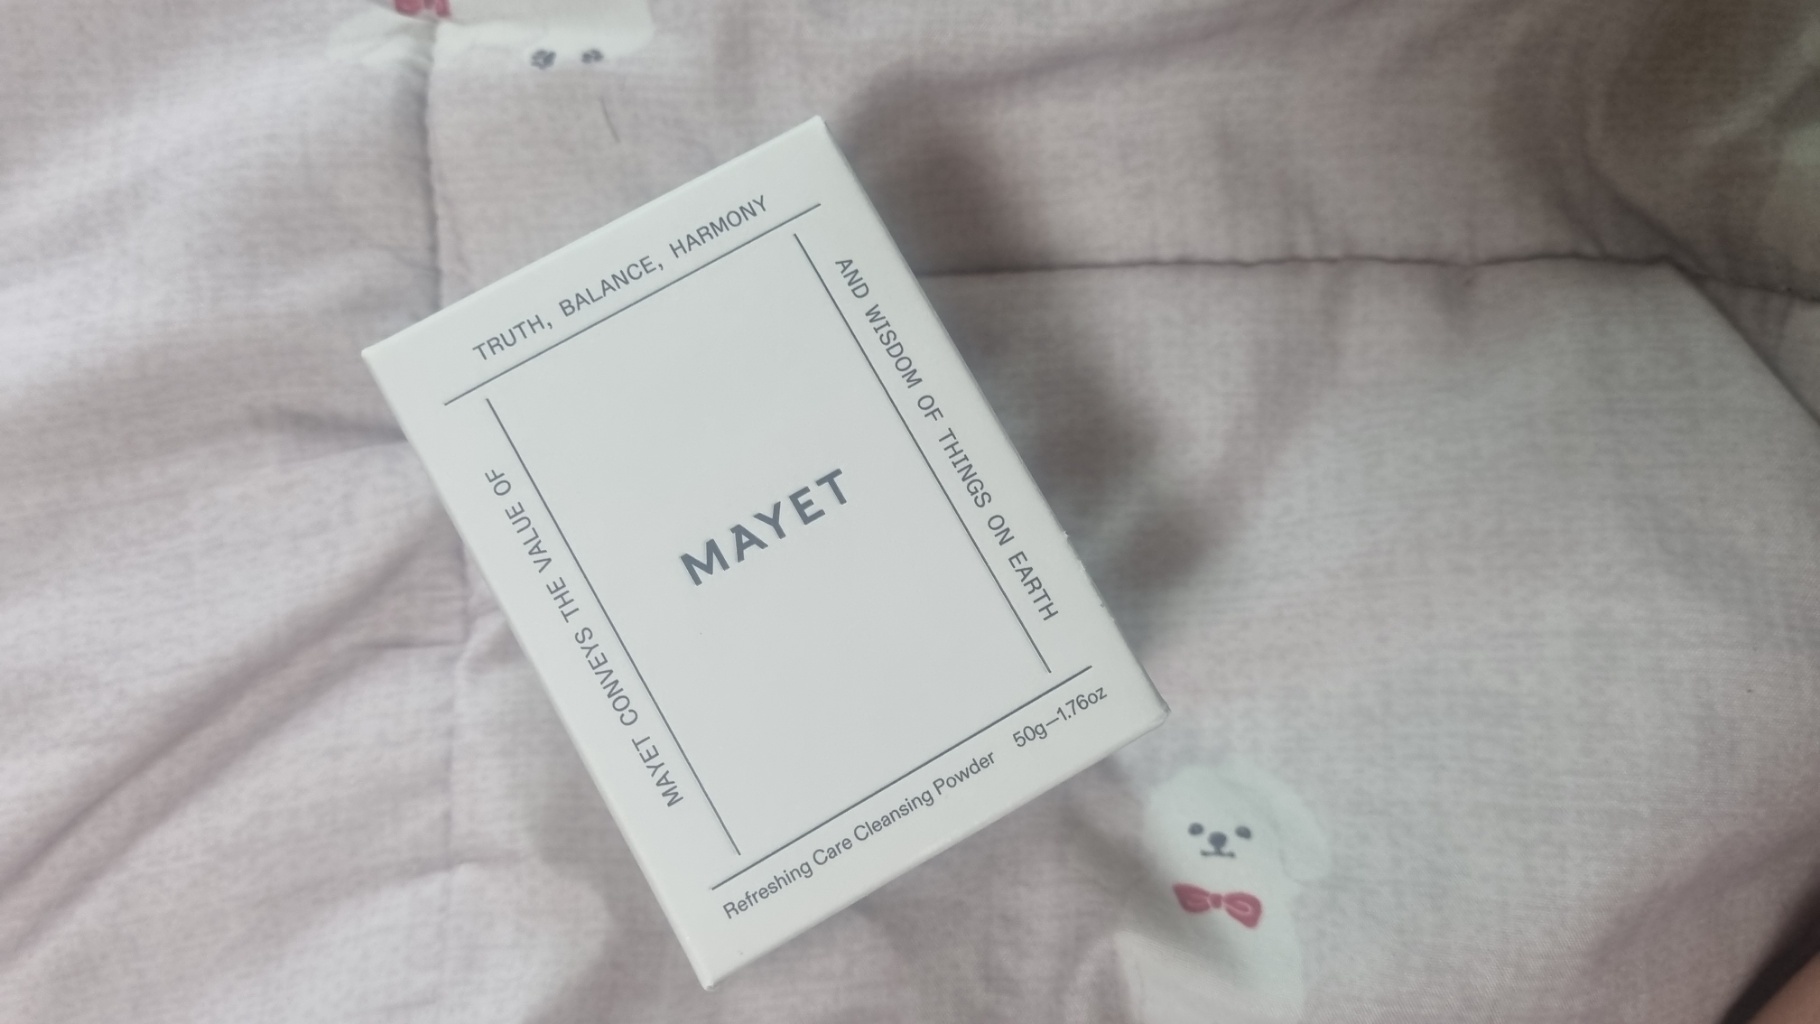 MAYET CONVEYS THE VALUE OF
TRUTH, BALANCE, HARMONY
AND WISDOM OF THINGS ON EARTH
MAYET
Refreshing Care Cleansing Powder 50g—1.76oz